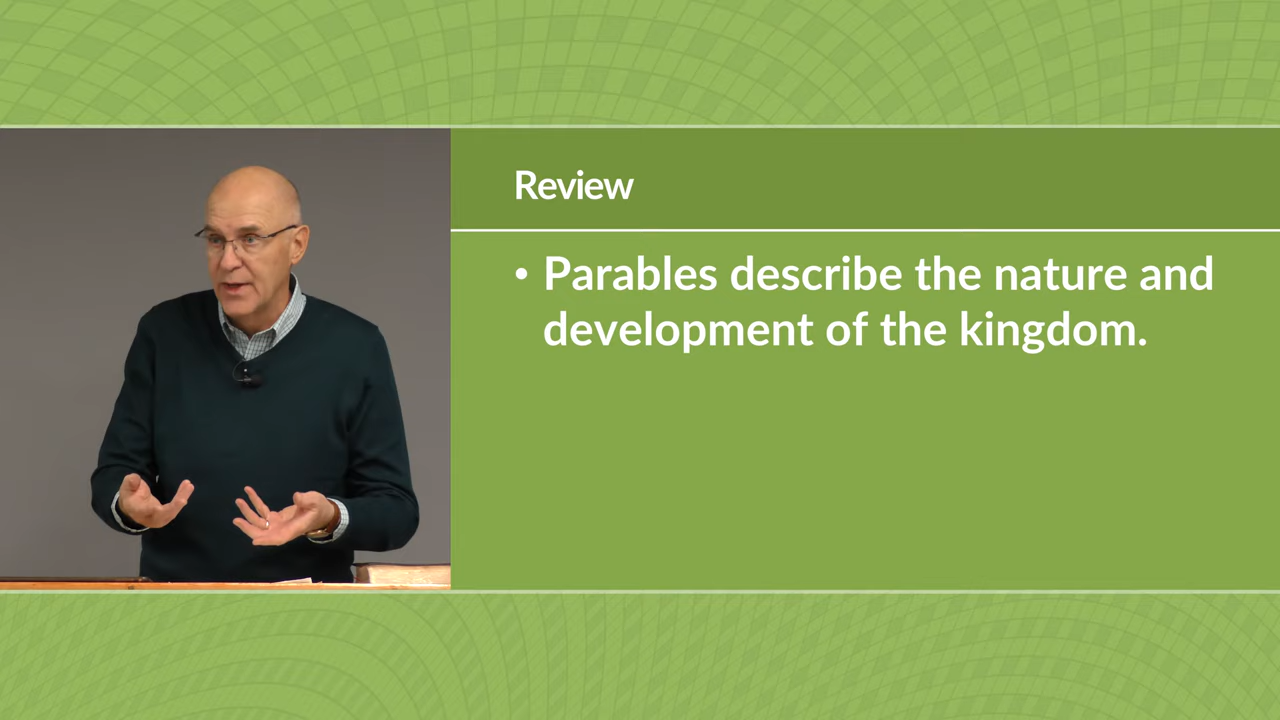 Review
• Parables describe the nature and
development of the kingdom.